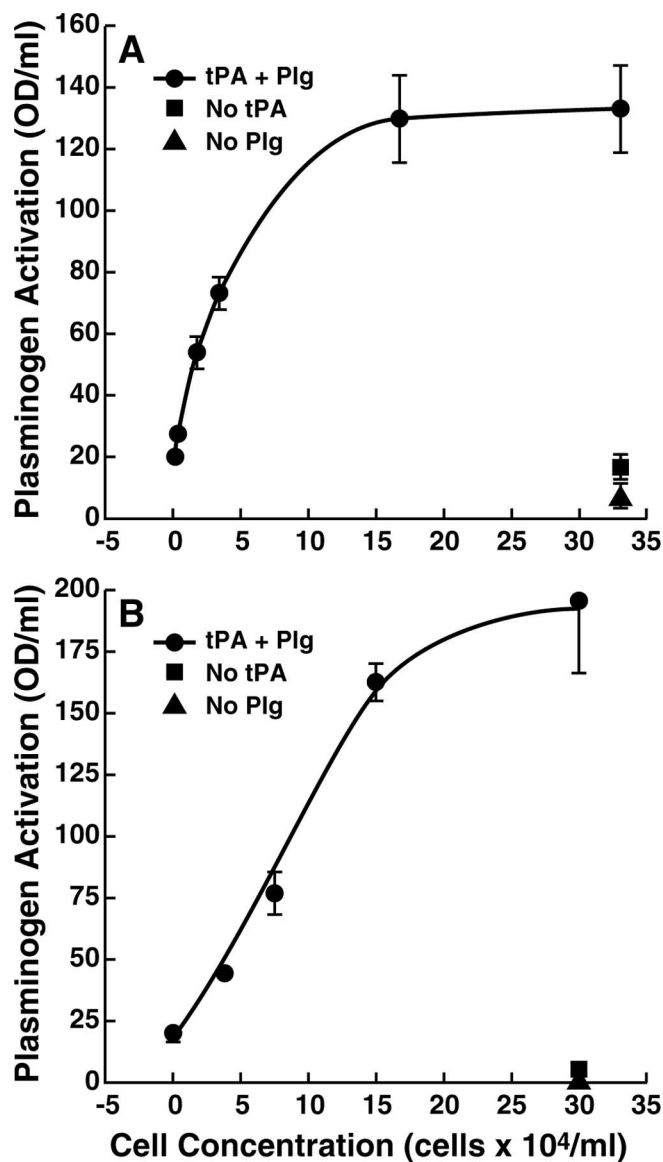 A
Plasminogen Activation (OD/ml)
160
140
120
100
80
60
40
20
0
tPA + Plg
No tPA
No Plg
-5 0 5 10 15 20 25 30 35
B
Plasminogen Activation (OD/ml)
200
175
150
125
100
75
50
25
0
tPA + Plg
No tPA
No Plg
-5 0 5 10 15 20 25 30 35
Cell Concentration (cells x 10⁴/ml)